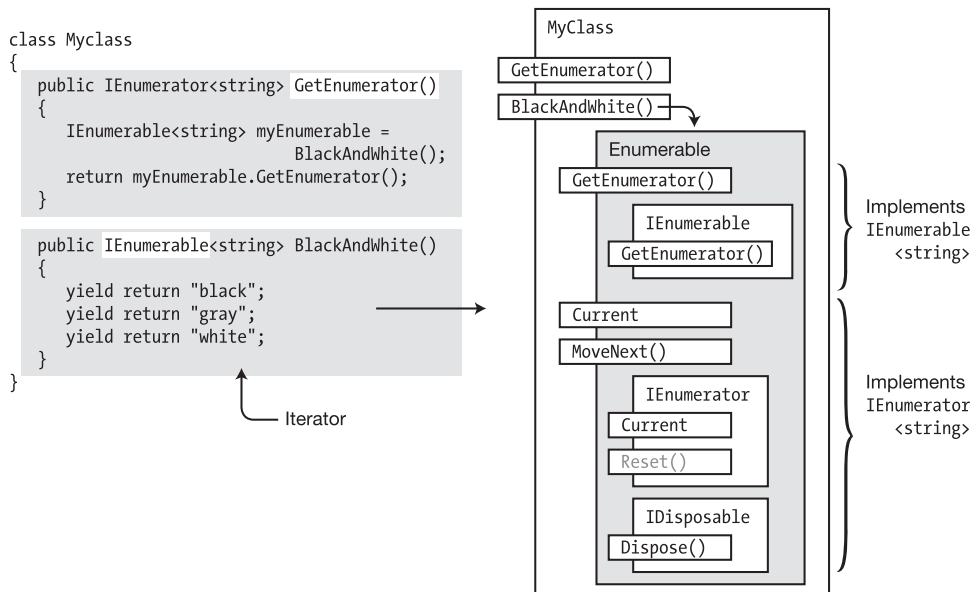 class Myclass
{
public IEnumerator<string> GetEnumerator()
{
IEnumerable<string> myEnumerable =
BlackAndWhite();
return myEnumerable.GetEnumerator();
}
public IEnumerable<string> BlackAndWhite()
{
yield return "black";
yield return "gray";
yield return "white";
}
}
Iterator
MyClass
GetEnumerator()
BlackAndWhite()
Enumerable
GetEnumerator()
IEnumerable
GetEnumerator()
Current
MoveNext()
IEnumerator
Current
Reset()
IDisposable
Dispose()
Implements
IEnumerable
<string>
Implements
IEnumerator
<string>